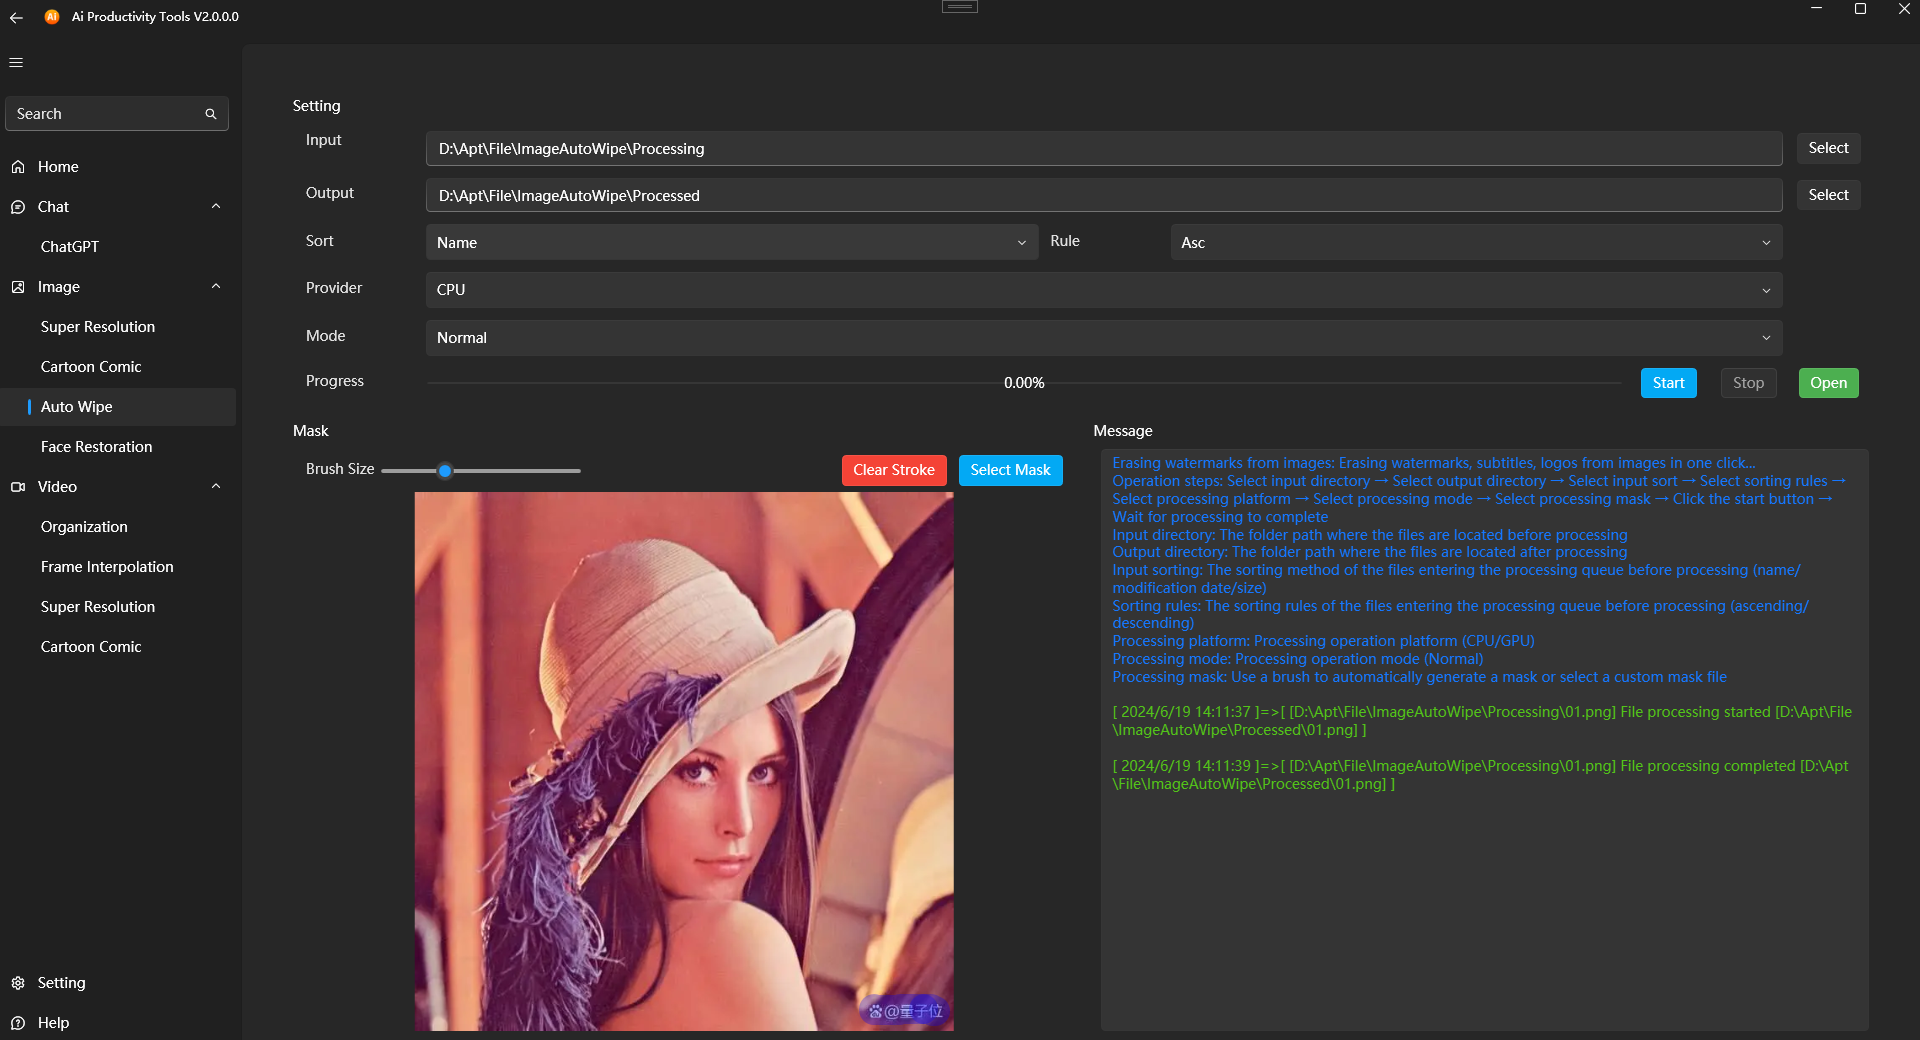 Ai Productivity Tools V2.0.0.0
Search
Home
Chat
ChatGPT
Image
Super Resolution
Cartoon Comic
Auto Wipe
Face Restoration
Video
Organization
Frame Interpolation
Super Resolution
Cartoon Comic
Setting
Help
Setting
Input
D:\Apt\File\ImageAutoWipe\Processing
Select
Output
D:\Apt\File\ImageAutoWipe\Processed
Select
Sort
Name
Rule
Asc
Provider
CPU
Mode
Normal
Progress
0.00%
Start
Stop
Open
Mask
Brush Size
Clear Stroke
Select Mask
@量子位
Message
Erasing watermarks from images: Erasing watermarks, subtitles, logos from images in one click...
Operation steps: Select input directory → Select output directory → Select input sort → Select sorting rules →
Select processing platform → Select processing mode → Select processing mask → Click the start button →
Wait for processing to complete
Input directory: The folder path where the files are located before processing
Output directory: The folder path where the files are located after processing
Input sorting: The sorting method of the files entering the processing queue before processing (name/
modification date/size)
Sorting rules: The sorting rules of the files entering the processing queue before processing (ascending/
descending)
Processing platform: Processing operation platform (CPU/GPU)
Processing mode: Processing operation mode (Normal)
Processing mask: Use a brush to automatically generate a mask or select a custom mask file
[ 2024/6/19 14:11:37 ]=>[ [D:\Apt\File\ImageAutoWipe\Processing\01.png] File processing started [D:\Apt\File
\ImageAutoWipe\Processed\01.png] ]
[ 2024/6/19 14:11:39 ]=>[ [D:\Apt\File\ImageAutoWipe\Processing\01.png] File processing completed [D:\Apt
\File\ImageAutoWipe\Processed\01.png] ]